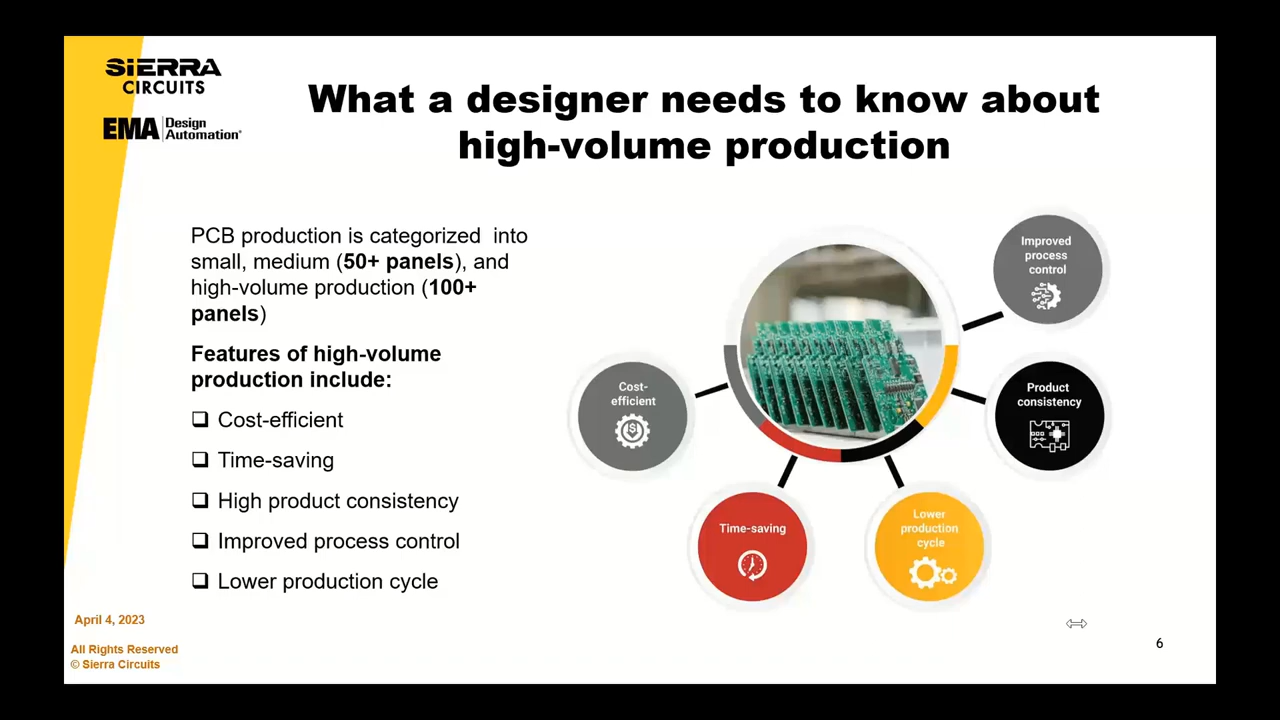 SIERRA
CIRCUITS
EMA Design
Automation®
What a designer needs to know about
high-volume production
PCB production is categorized  into
small, medium (50+ panels), and
high-volume production (100+
panels)
Features of high-volume
production include:
Cost-efficient
Time-saving
High product consistency
Improved process control
Lower production cycle
Improved
process
control
Product
consistency
Cost-
efficient
Time-saving
Lower
production
cycle
April 4, 2023
All Rights Reserved
© Sierra Circuits
6